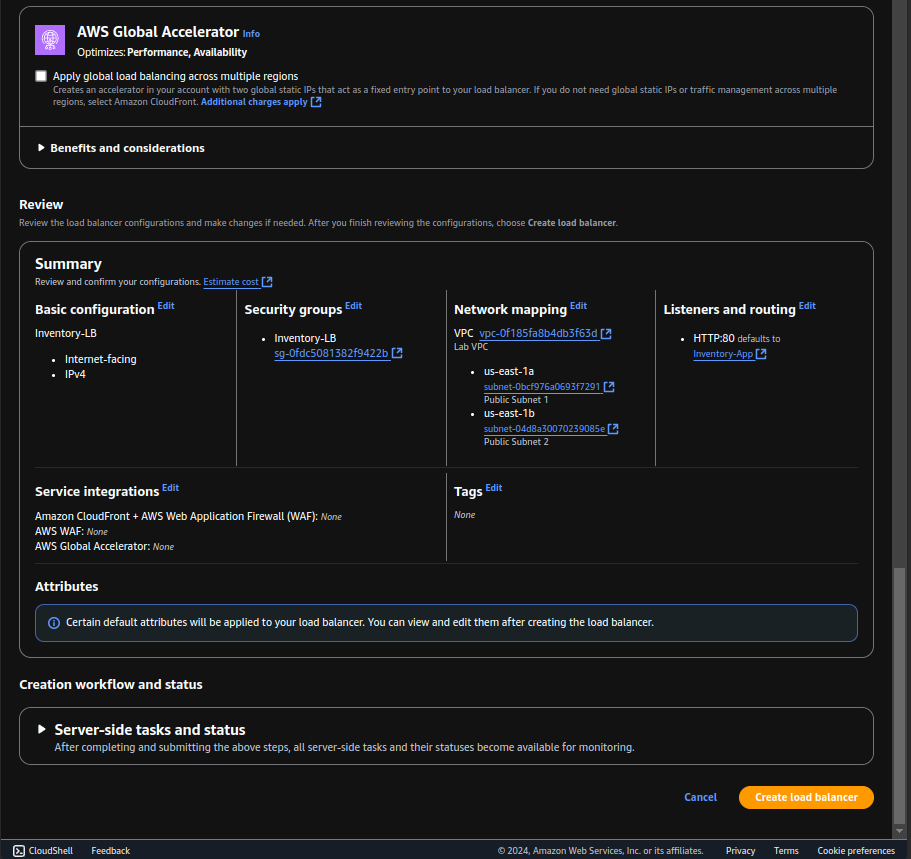 AWS Global Accelerator Info
Optimizes: Performance, Availability
Apply global load balancing across multiple regions
Creates an accelerator in your account with two global static IPs that act as a fixed entry point to your load balancer. If you do not need global static IPs or traffic management across multiple
regions, select Amazon CloudFront. Additional charges apply
Benefits and considerations
Review
Review the load balancer configurations and make changes if needed. After you finish reviewing the configurations, choose Create load balancer.
Summary
Review and confirm your configurations. Estimate cost
Basic configuration Edit
Inventory-LB
Internet-facing
IPv4
Security groups Edit
Inventory-LB
sg-0fdc5081382f9422b
Network mapping Edit
VPC vpc-0f185fa8b4db3f63d
Lab VPC
us-east-1a
subnet-0bcf976a0693f7291
Public Subnet 1
us-east-1b
subnet-04d8a30070239085e
Public Subnet 2
Listeners and routing Edit
HTTP:80 defaults to
Inventory-App
Service integrations Edit
Amazon CloudFront + AWS Web Application Firewall (WAF): None
AWS WAF: None
AWS Global Accelerator: None
Tags Edit
None
Attributes
Certain default attributes will be applied to your load balancer. You can view and edit them after creating the load balancer.
Creation workflow and status
Server-side tasks and status
After completing and submitting the above steps, all server-side tasks and their statuses become available for monitoring.
Cancel
Create load balancer
CloudShell Feedback © 2024, Amazon Web Services, Inc. or its affiliates. Privacy Terms Cookie preferences